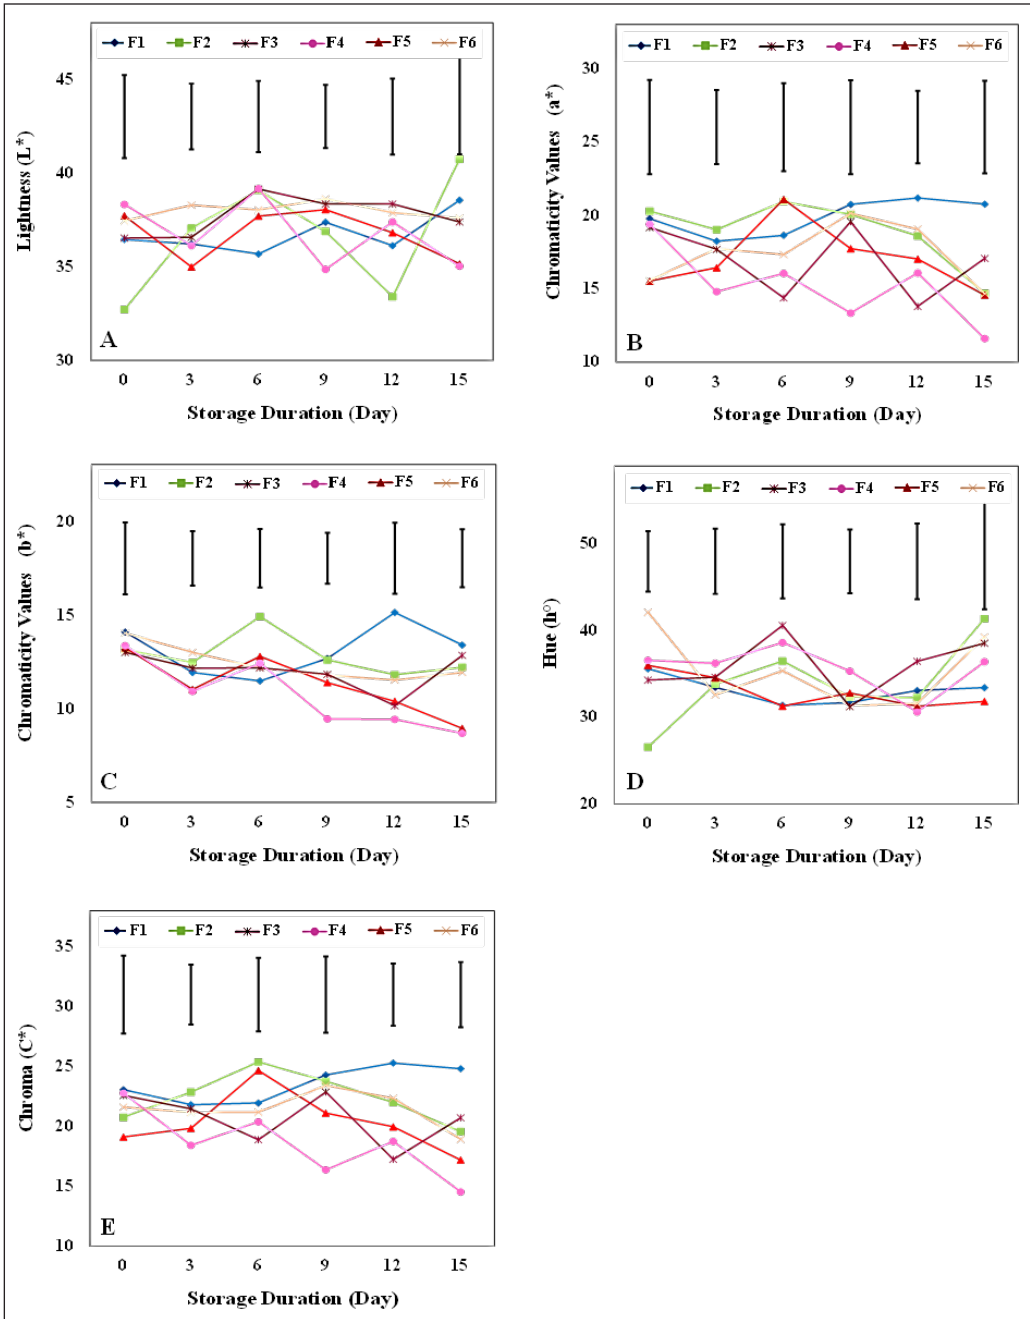 F1 F2 F3 F4 F5 F6
45
40
35
30
Lightness (L*)
A
0 3 6 9 12 15
Storage Duration (Day)
F1 F2 F3 F4 F5 F6
30
25
20
15
10
Chromaticity Values (a*)
B
0 3 6 9 12 15
Storage Duration (Day)
F1 F2 F3 F4 F5 F6
20
15
10
5
Chromaticity Values (b*)
C
0 3 6 9 12 15
Storage Duration (Day)
F1 F2 F3 F4 F5 F6
50
40
30
20
Hue (h°)
D
0 3 6 9 12 15
Storage Duration (Day)
F1 F2 F3 F4 F5 F6
35
30
25
20
15
10
Chroma (C*)
E
0 3 6 9 12 15
Storage Duration (Day)